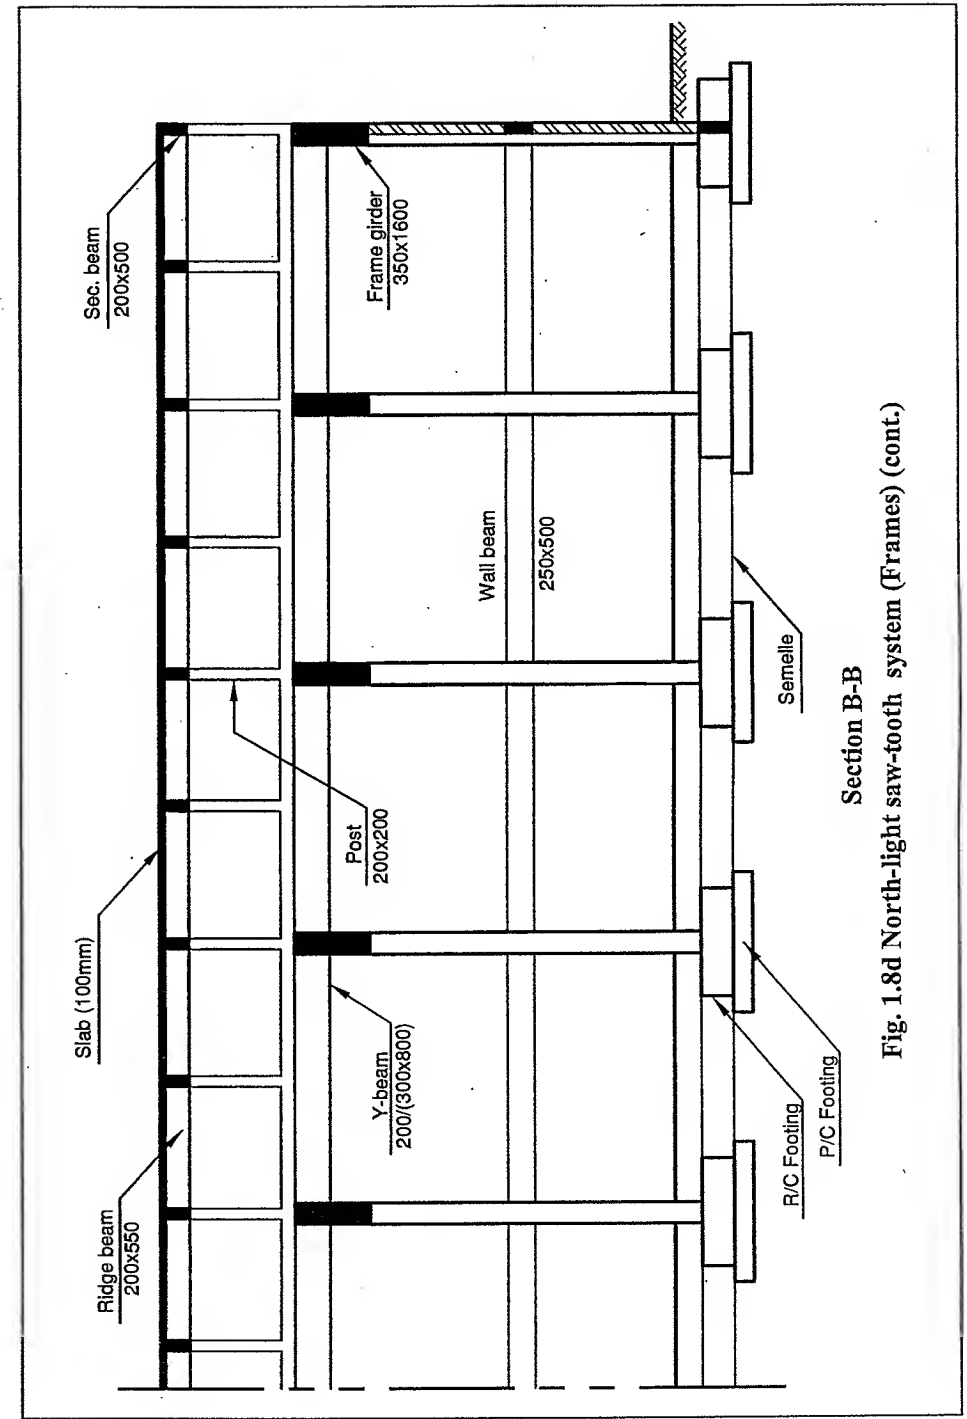 Ridge beam
200x550
Slab (100mm)
Sec. beam
200x500
Post
200x200
Y-beam
200/(300x800)
Frame girder
350x1600
Wall beam
250x500
R/C Footing
P/C Footing
Semelle
Section B-B
Fig. 1.8d North-light saw-tooth system (Frames) (cont.)